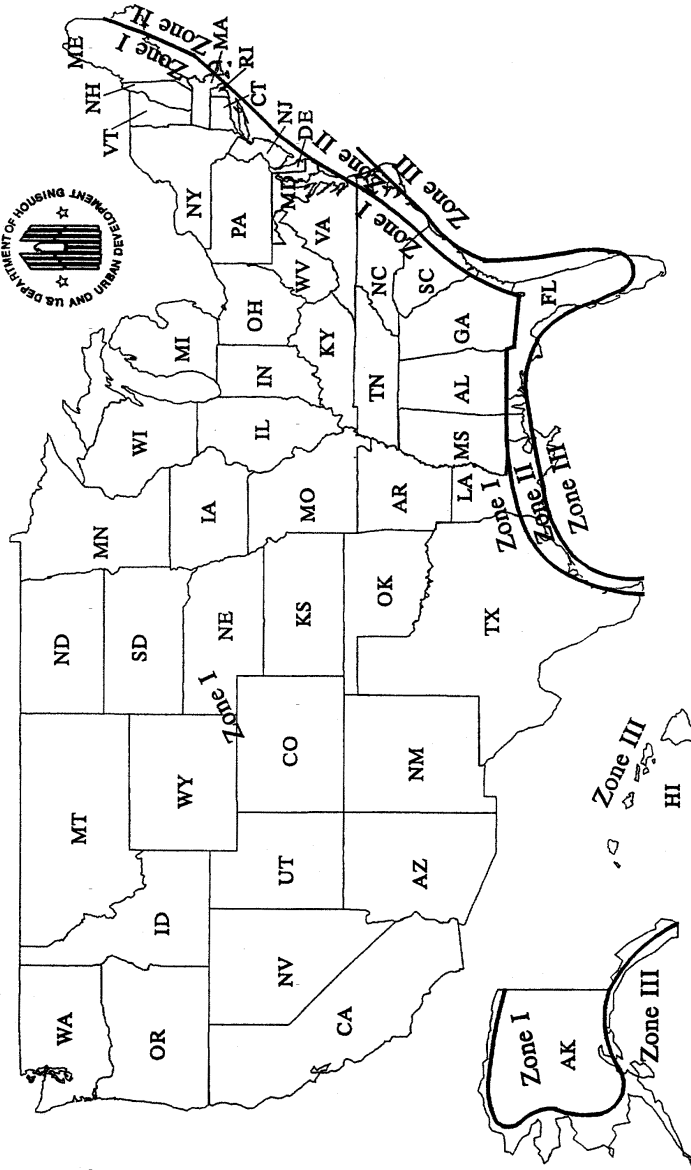 U.S. DEPARTMENT OF HOUSING
AND URBAN DEVELOPMENT
WA
OR
CA
ID
NV
MT
WY
UT
AZ
Zone I
CO
NM
ND
SD
NE
KS
OK
TX
MN
IA
MO
AR
LA
WI
IL
MS
MI
IN
OH
KY
TN
AL
GA
WV
VA
NC
SC
FL
NY
PA
MD
VT
NH
ME
MA
RI
CT
NJ
DE
Zone I
Zone II
Zone II
Zone I
Zone II
Zone III
Zone I
Zone II
Zone III
Zone I
AK
Zone III
Zone III
HI